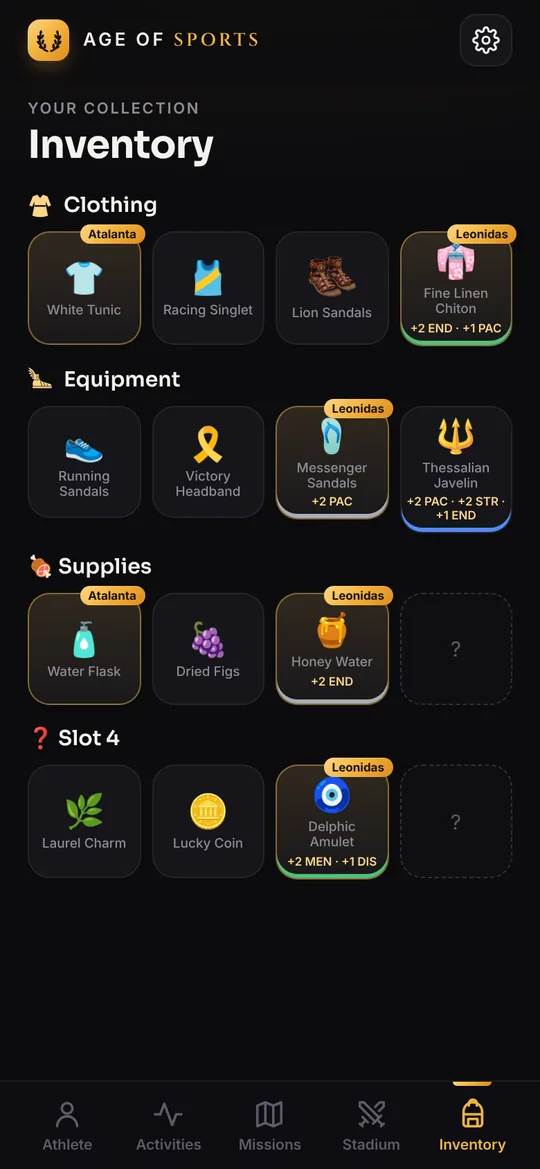 AGE OF SPORTS
YOUR COLLECTION
Inventory
Clothing
Atalanta
Leonidas
White Tunic
Racing Singlet
Lion Sandals
Fine Linen
Chiton
+2 END · +1 PAC
Equipment
Leonidas
Running
Sandals
Victory
Headband
Messenger
Sandals
+2 PAC
Thessalian
Javelin
+2 PAC · +2 STR ·
+1 END
Supplies
Atalanta
Leonidas
Water Flask
Dried Figs
Honey Water
+2 END
?
Slot 4
Leonidas
Laurel Charm
Lucky Coin
Delphic
Amulet
+2 MEN · +1 DIS
?
Athlete
Activities
Missions
Stadium
Inventory